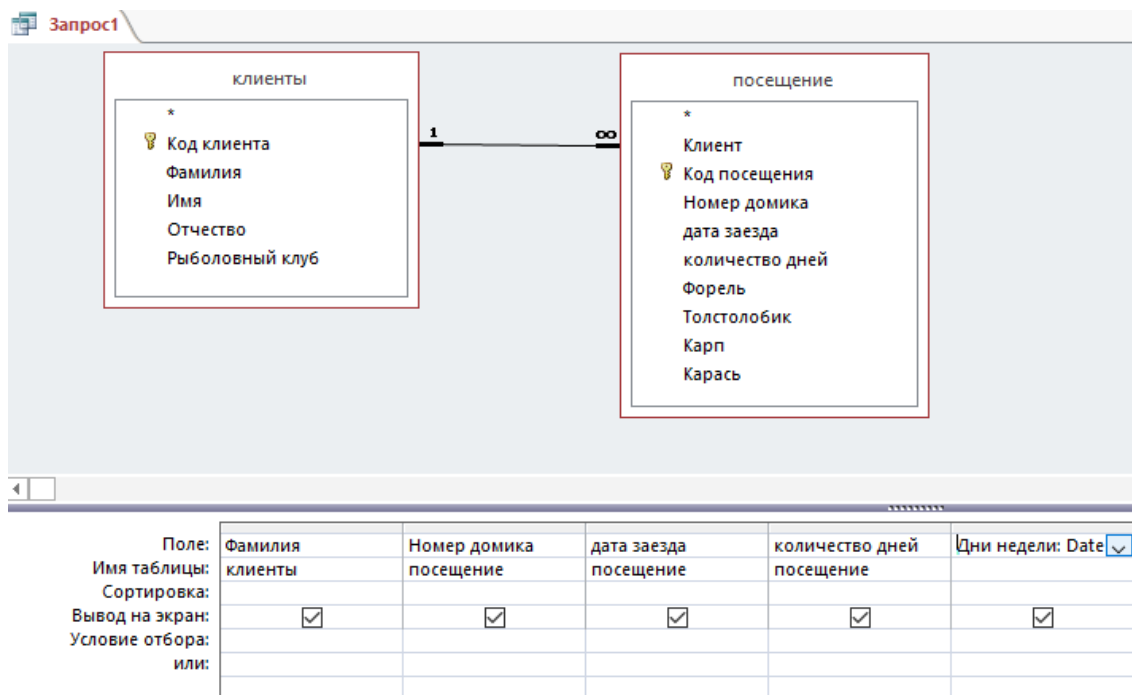 Запрос1
клиенты
*
Код клиента
Фамилия
Имя
Отчество
Рыболовный клуб
1
∞
посещение
*
Клиент
Код посещения
Номер домика
дата заезда
количество дней
Форель
Толстолобик
Карп
Карась
Поле: Фамилия Номер домика дата заезда количество дней Дни недели: Date
Имя таблицы: клиенты посещение посещение посещение
Сортировка:
Вывод на экран:
Условие отбора:
или: